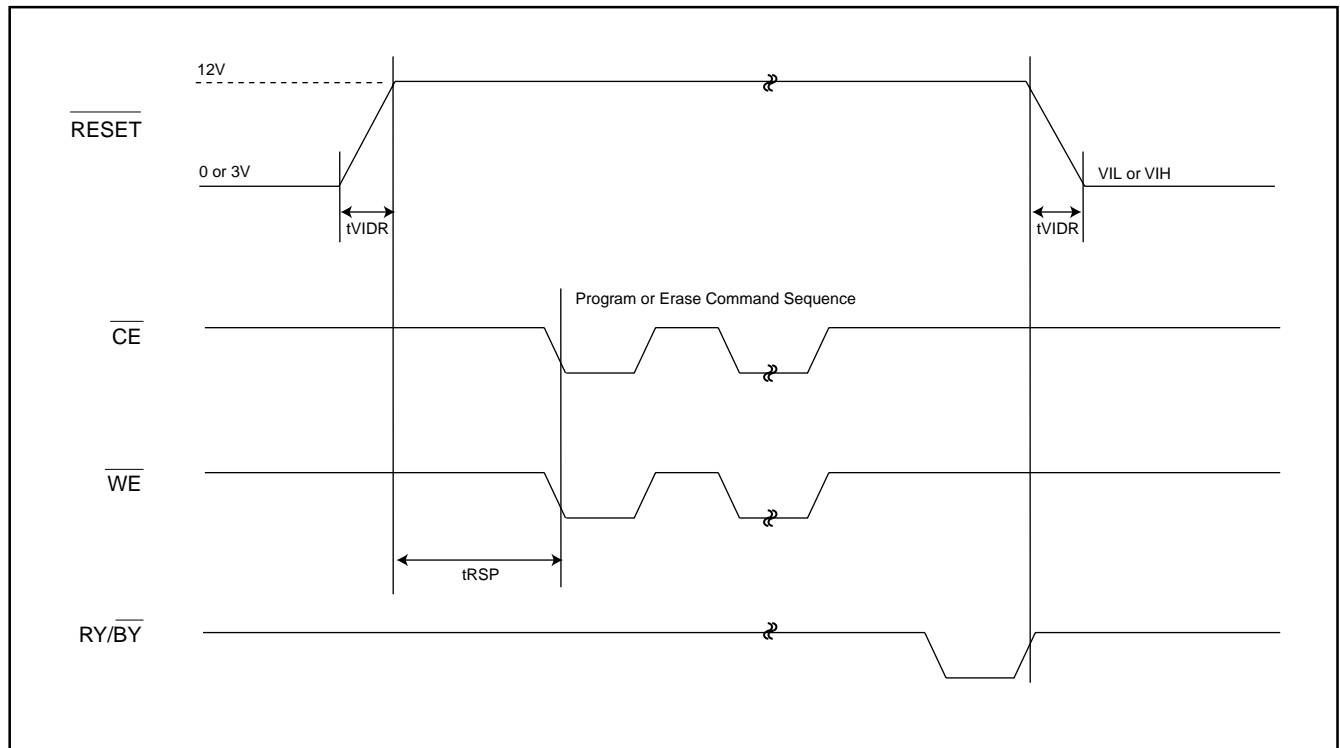 12V
RESET
0 or 3V
VIL or VIH
tVIDR
tVIDR
Program or Erase Command Sequence
CE
WE
tRSP
RY/BY